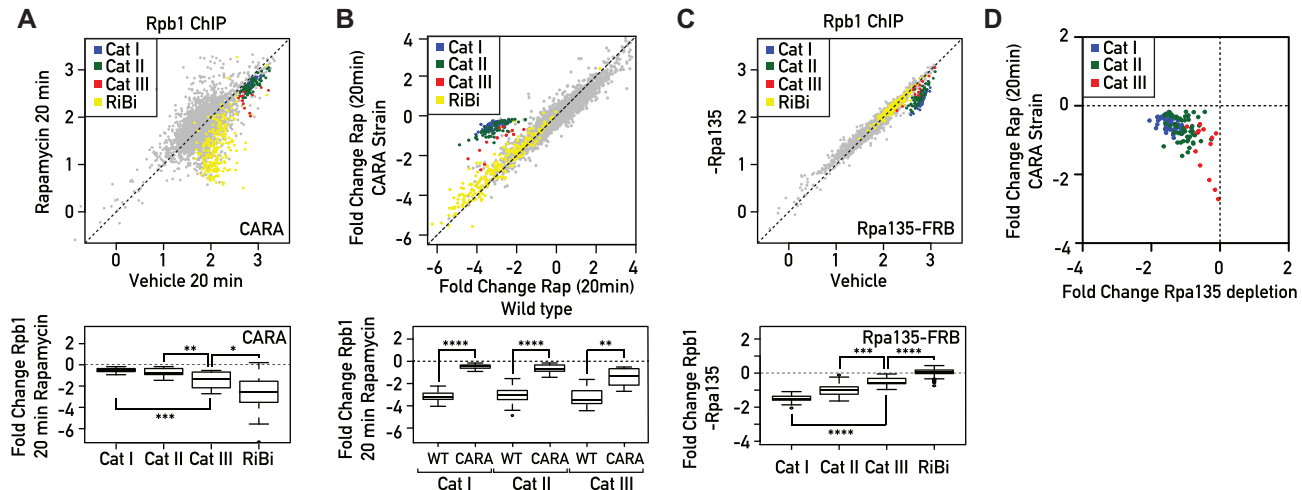 A
Rpb1 ChIP
Cat I
Cat II
Cat III
RiBi
Rapamycin 20 min
3
2
1
0
CARA
0 1 2 3
Vehicle 20 min
CARA
Fold Change Rpb1
20 min Rapamycin
2
0
-2
-4
-6
** *
***
Cat I Cat II Cat III RiBi
B
Cat I
Cat II
Cat III
RiBi
Fold Change Rap (20min)
CARA Strain
4
2
0
-2
-4
-6
-6 -4 -2 0 2 4
Fold Change Rap (20min)
Wild type
Fold Change Rpb1
20 min Rapamycin
2
0
-2
-4
-6
**** **** **
WT CARA WT CARA WT CARA
Cat I Cat II Cat III
C
Rpb1 ChIP
Cat I
Cat II
Cat III
RiBi
-Rpa135
3
2
1
0
Rpa135-FRB
0 1 2 3
Vehicle
Rpa135-FRB
Fold Change Rpb1
-Rpa135
2
0
-2
-4
*** ****
****
Cat I Cat II Cat III RiBi
D
Cat I
Cat II
Cat III
Fold Change Rap (20min)
CARA Strain
2
0
-2
-4
-4 -2 0 2
Fold Change Rpa135 depletion